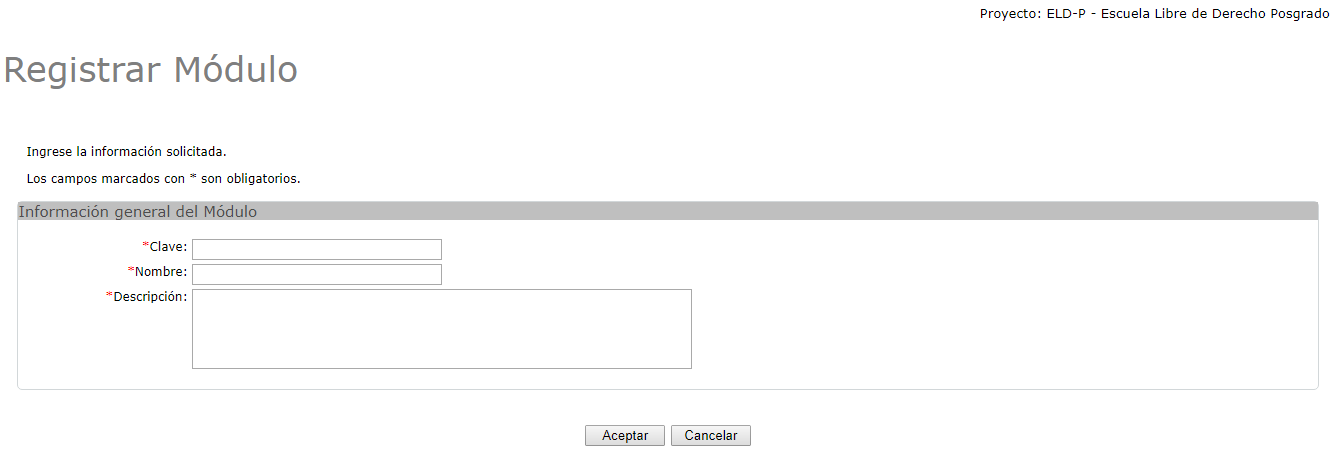 Proyecto: ELD-P - Escuela Libre de Derecho Posgrado
Registrar Módulo
Ingrese la información solicitada.
Los campos marcados con * son obligatorios.
Información general del Módulo
*Clave:
*Nombre:
*Descripción:
Aceptar Cancelar